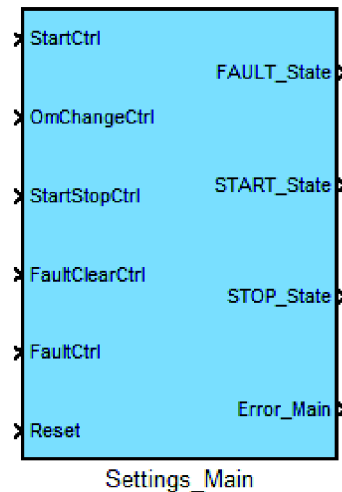 StartCtrl
FAULT_State
OmChangeCtrl
START_State
StartStopCtrl
FaultClearCtrl
STOP_State
FaultCtrl
Error_Main
Reset
Settings_Main